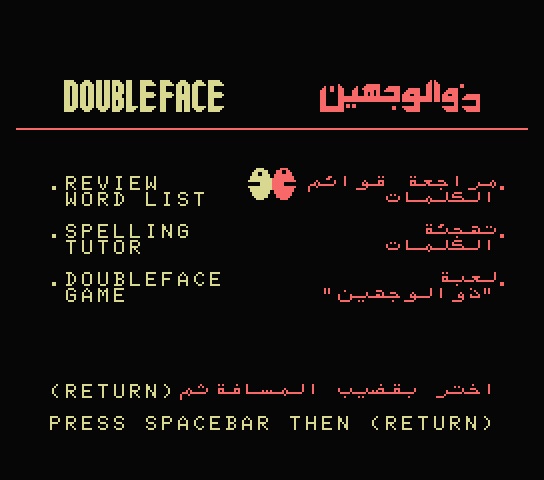 DOUBLEFACE
ذوالوجهين
.REVIEW
WORD LIST
.مراجعة قوائم
الكلمات
.SPELLING
TUTOR
.تهجئة
الكلمات
.DOUBLEFACE
GAME
.لعبة
"ذوالوجهين"
اختر بقضيب المسافة ثم (RETURN)
PRESS SPACEBAR THEN (RETURN)